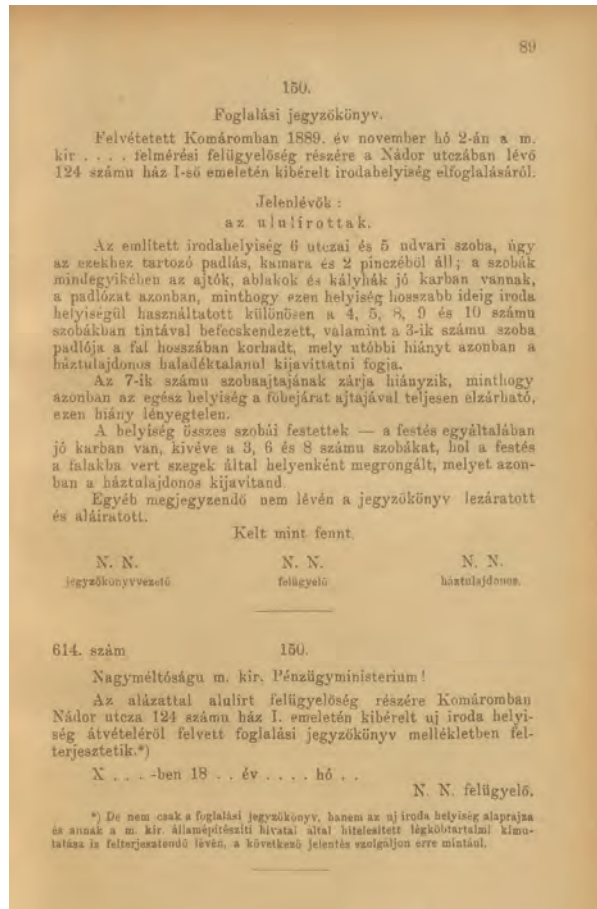 89
150.
Foglalási jegyzökönyv.
Felvétetett Komáromban 1889. év november hó 2-án a m.
kir . . . . felmérési felügyelőség részére a Nádor utczában lévő
124 számu ház I-ső emeletén kibérelt irodahelyiség elfoglalásáról.
Jelenlévők :
az alulírottak.
Az említett irodahelyiség 6 utczai és 5 udvari szoba, úgy
az ezekhez tartozó padlás, kamara és 2 pinczéből áll; a szobák
mindegyikében az ajtók, ablakok és kályhák jó karban vannak,
a padlózat azonban, minthogy ezen helyiség hosszabb ideig iroda
helyiségül használtatott különösen a 4, 5, 8, 9 és 10 számu
szobákban tintával befecskendezett, valamint a 3-ik számu szoba
padlója a fal hosszában korhadt, mely utóbbi hiányt azonban a
háztulajdonos haladéktalanul kijavíttatni fogja.
Az 7-ik számu szobaajtajának zárja hiányzik, minthogy
azonban az egész helyiség a főbejárat ajtajával teljesen elzárható,
ezen hiány lényegtelen.
A helyiség összes szobái festettek — a festés egyáltalában
jó karban van, kivéve a 3, 6 és 8 számu szobákat, hol a festés
a falakba vert szegek által helyenként megrongált, melyet azon-
ban a háztulajdonos kijavítand.
Egyéb megjegyzendő nem lévén a jegyzőkönyv lezáratott
és aláiratott.
Kelt mint fennt.
N. N. N. N. N. N.
jegyzőkönyvvezető felügyelő háztulajdonos.
614. szám 150.
Nagyméltóságu m. kir. Pénzügyministerium !
Az alázattal alulirt felügyelőség részére Komáromban
Nádor utcza 124 számu ház I. emeletén kibérelt uj iroda helyi-
ség átvételéről felvett foglalási jegyzőkönyv mellékletben fel-
terjesztetik.*)
X . . . -ben 18 . . év . . . . hó . .
N. N. felügyelő.
*) De nem csak a foglalási jegyzőkönyv, hanem az uj iroda helyiség alaprajza
és annak a m. kir. államépítészíti hivatal által hitelesített légköbtartalmi kimu-
tatása is felterjesztendő lévén, a következő jelentés szolgáljon erre mintául.